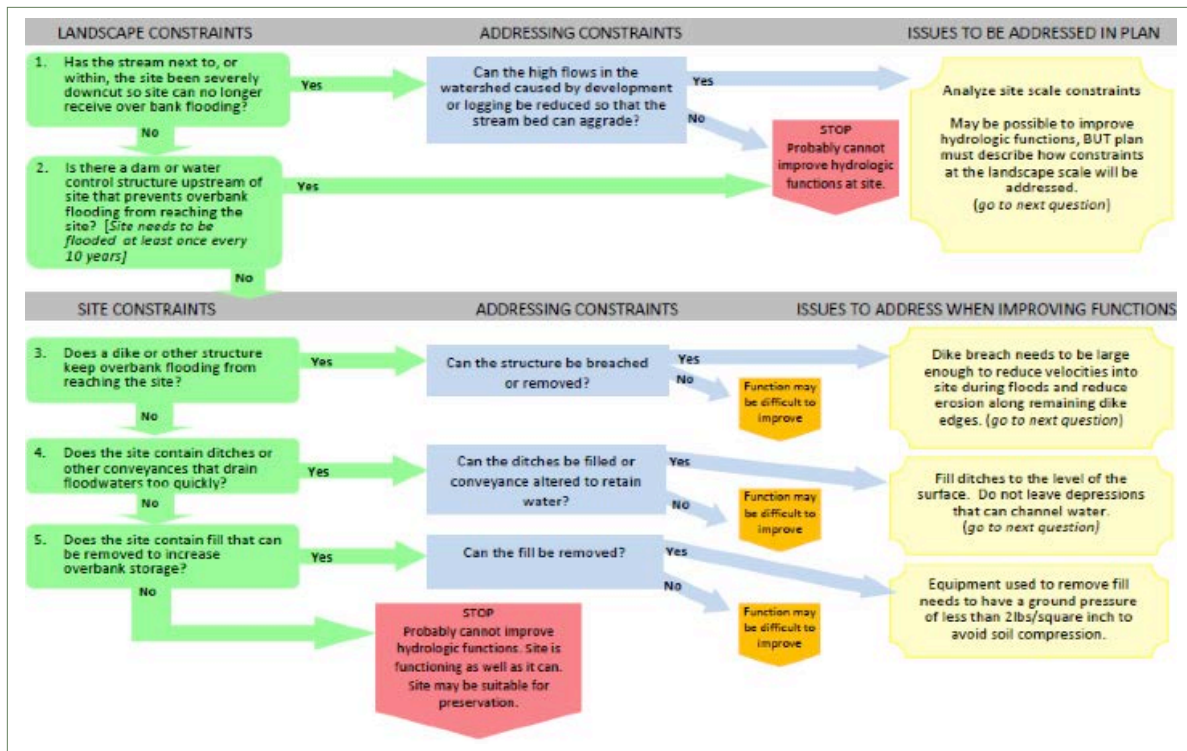 LANDSCAPE CONSTRAINTS
ADDRESSING CONSTRAINTS
ISSUES TO BE ADDRESSED IN PLAN
1. Has the stream next to, or
within, the site been severely
downcut so site can no longer
receive over bank flooding?
Yes
No
Can the high flows in the
watershed caused by development
or logging be reduced so that the
stream bed can aggrade?
Yes
No
STOP
Probably cannot
improve hydrologic
functions at site.
Analyze site scale constraints
May be possible to improve
hydrologic functions, BUT plan
must describe how constraints
at the landscape scale will be
addressed.
(go to next question)
2. Is there a dam or water
control structure upstream of
site that prevents overbank
flooding from reaching the
site? [Site needs to be
flooded at least once every
10 years]
Yes
No
SITE CONSTRAINTS
ADDRESSING CONSTRAINTS
ISSUES TO ADDRESS WHEN IMPROVING FUNCTIONS
3. Does a dike or other structure
keep overbank flooding from
reaching the site?
Yes
No
Can the structure be breached
or removed?
Yes
No
Function may
be difficult to
improve
Dike breach needs to be large
enough to reduce velocities into
site during floods and reduce
erosion along remaining dike
edges. (go to next question)
4. Does the site contain ditches or
other conveyances that drain
floodwaters too quickly?
Yes
No
Can the ditches be filled or
conveyance altered to retain
water?
Yes
No
Function may
be difficult to
improve
Fill ditches to the level of the
surface. Do not leave depressions
that can channel water.
(go to next question)
5. Does the site contain fill that can
be removed to increase
overbank storage?
Yes
No
Can the fill be removed?
Yes
No
Function may
be difficult to
improve
Equipment used to remove fill
needs to have a ground pressure
of less than 2lbs/square inch to
avoid soil compression.
STOP
Probably cannot improve
hydrologic functions. Site is
functioning as well as it can.
Site may be suitable for
preservation.